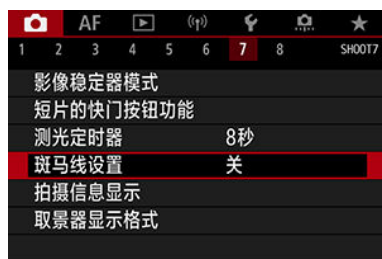 AF
1 2 3 4 5 6 7 8 SHOOT7
影像稳定器模式
短片的快门按钮功能
测光定时器 8秒
斑马线设置 关
拍摄信息显示
取景器显示格式